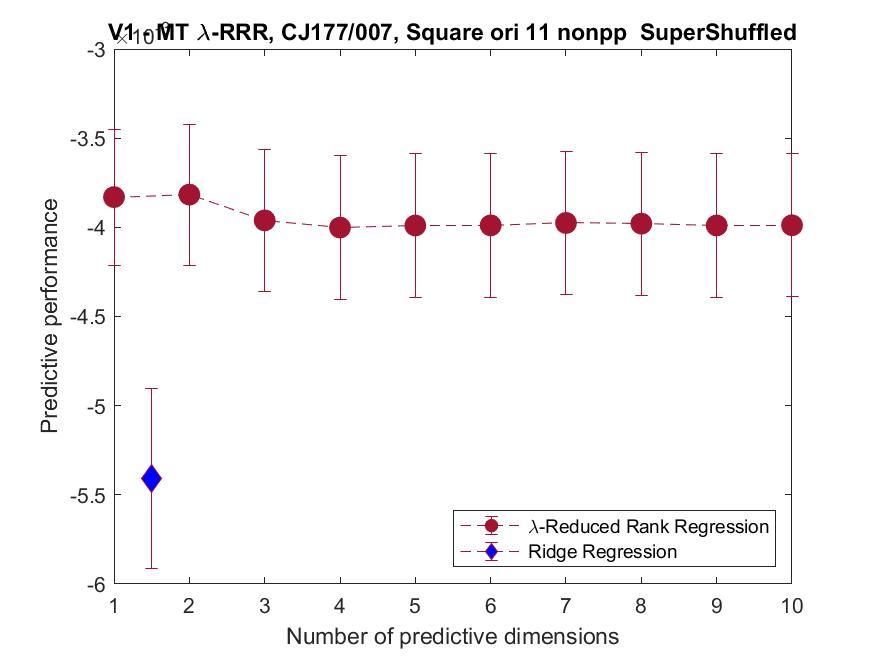 V1 - MT λ-RRR, CJ177/007, Square ori 11 nonpp SuperShuffled
×10
-3
-3.5
-4
-4.5
-5
-5.5
-6
Predictive performance
1 2 3 4 5 6 7 8 9 10
Number of predictive dimensions
λ-Reduced Rank Regression
Ridge Regression